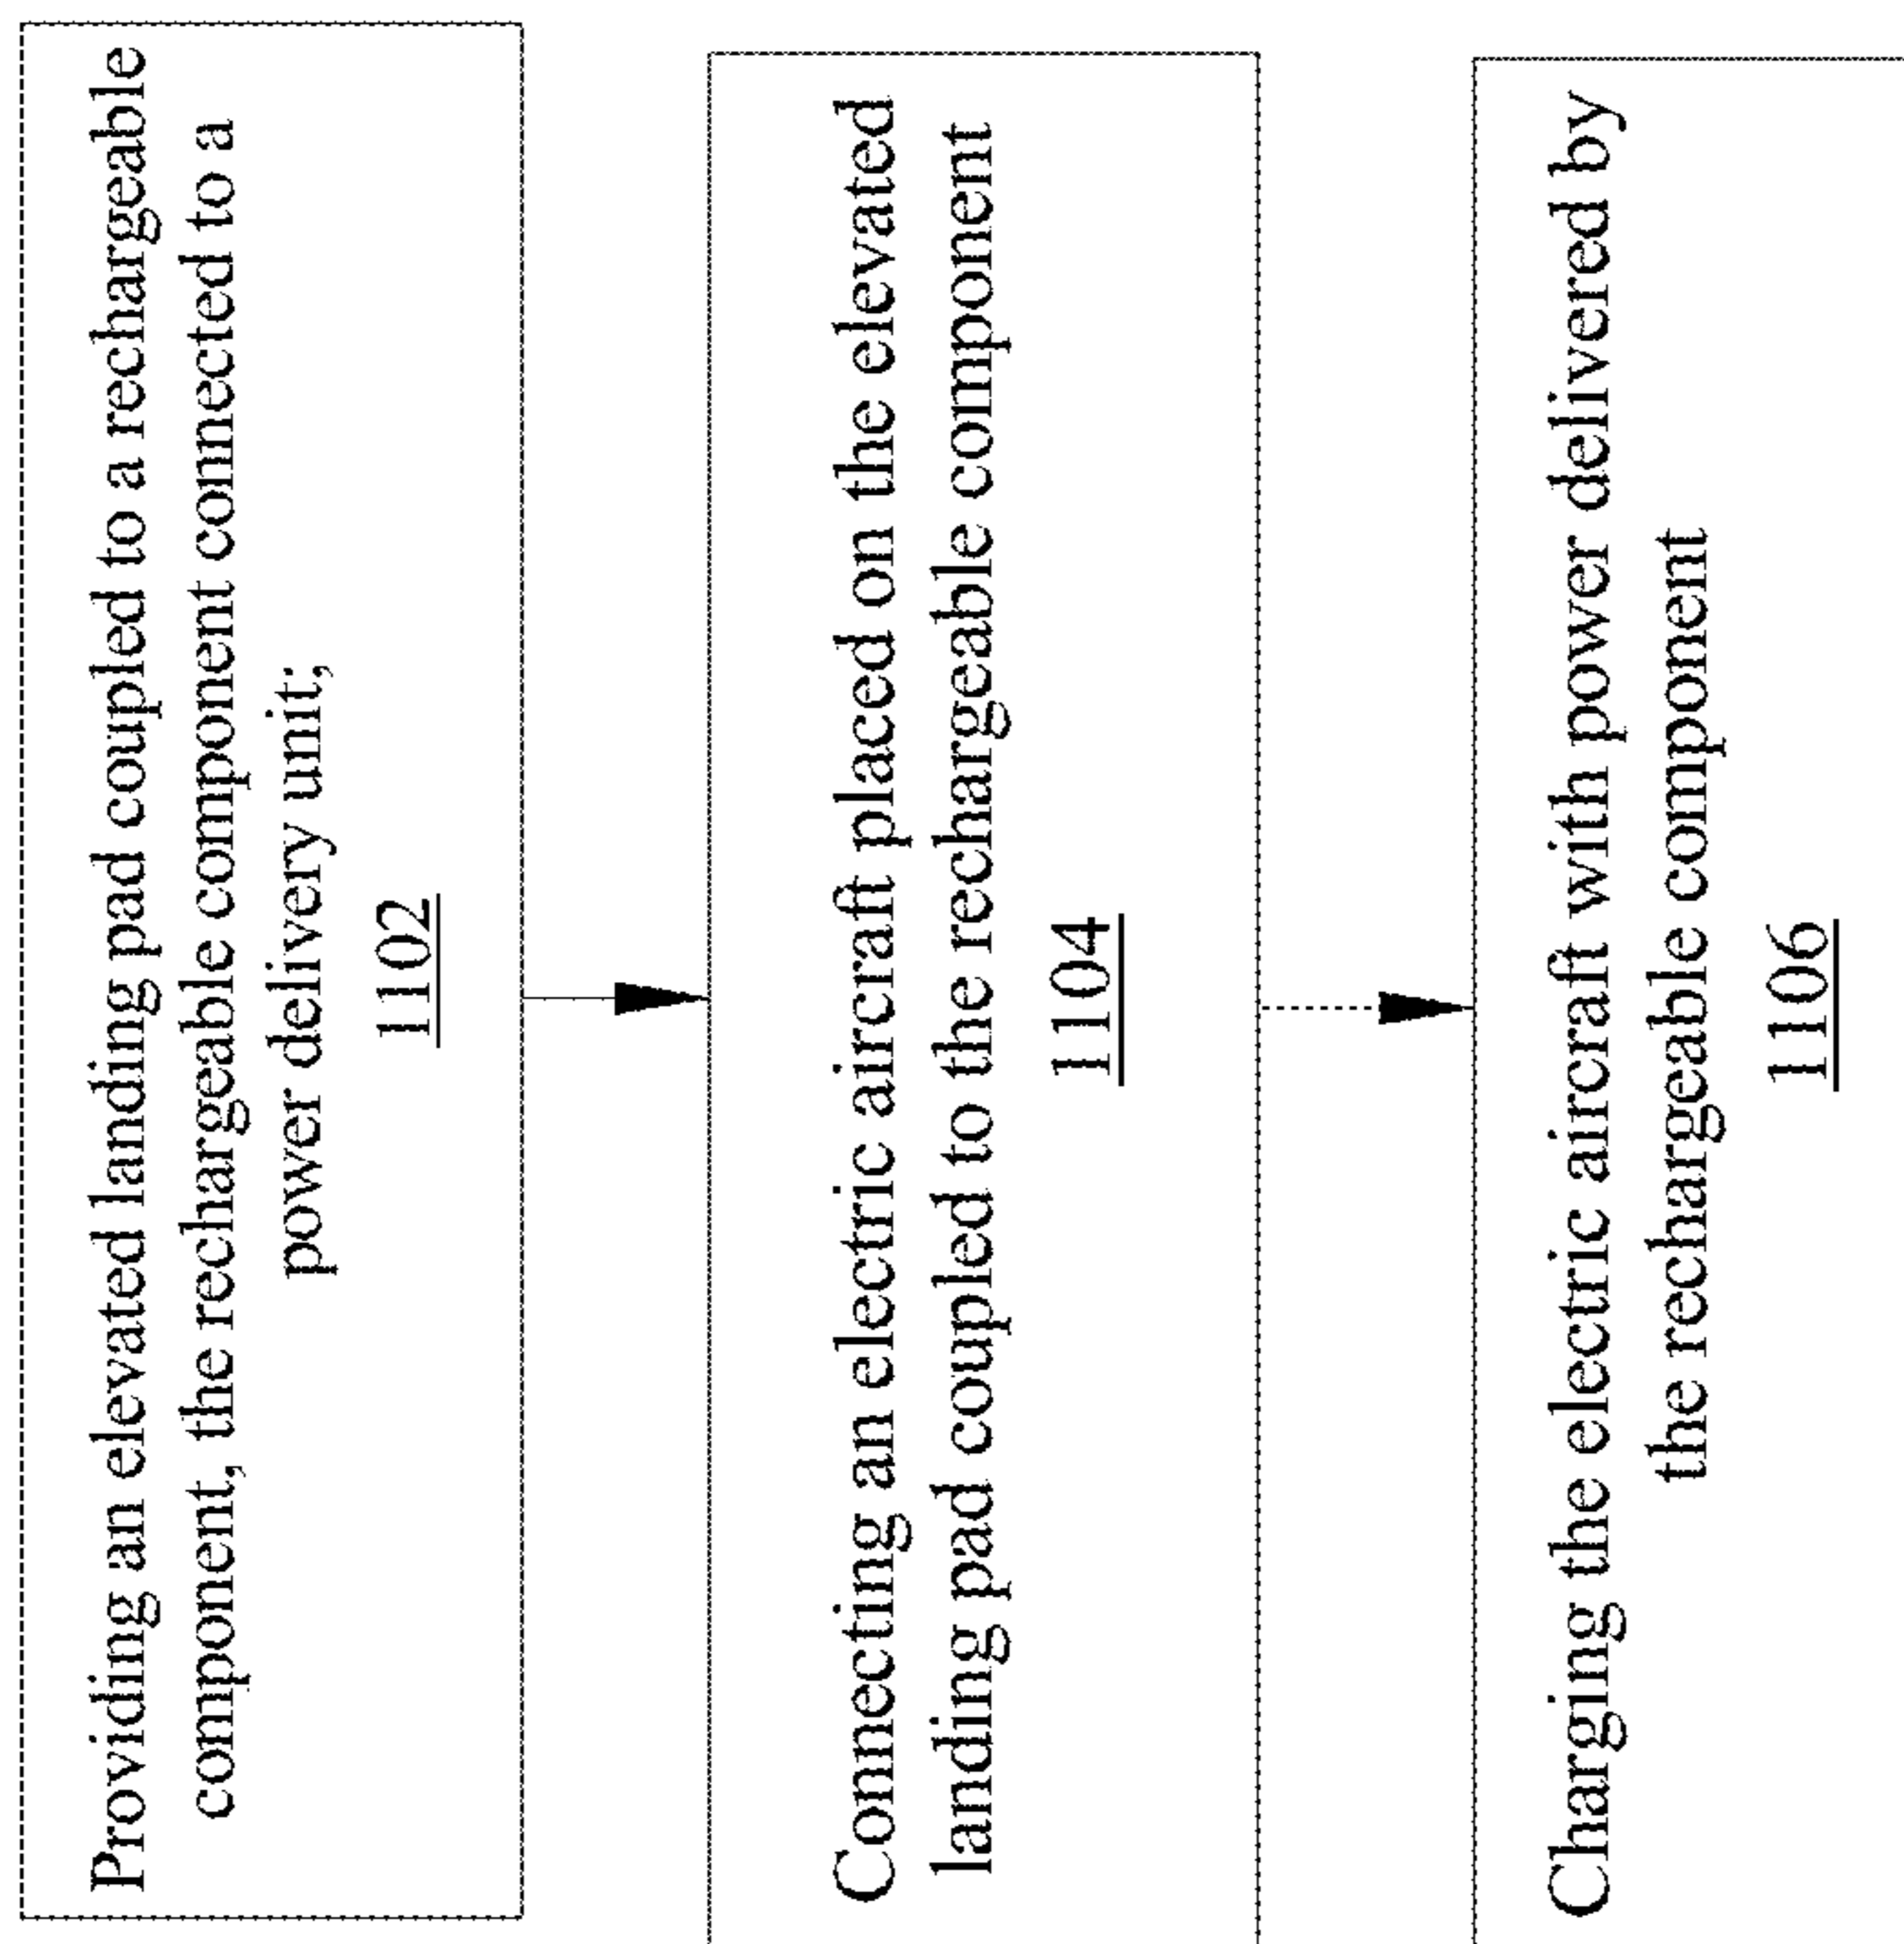 Providing an elevated landing pad coupled to a rechargeable
component, the rechargeable component connected to a
power delivery unit;
1102
Connecting an electric aircraft placed on the elevated
landing pad coupled to the rechargeable component
1104
Charging the electric aircraft with power delivered by
the rechargeable component
1106